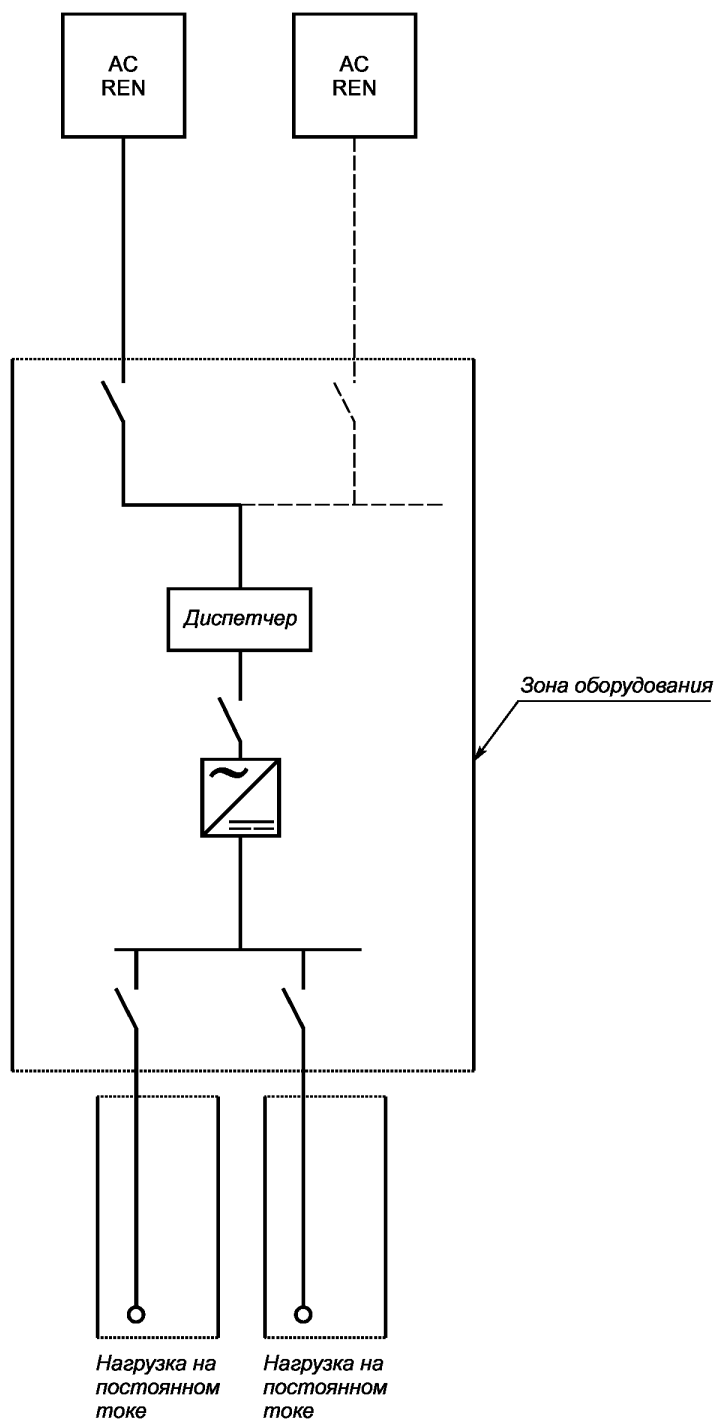 AC
REN
AC
REN
Диспетчер
Зона оборудования
Нагрузка на
постоянном
токе
Нагрузка на
постоянном
токе